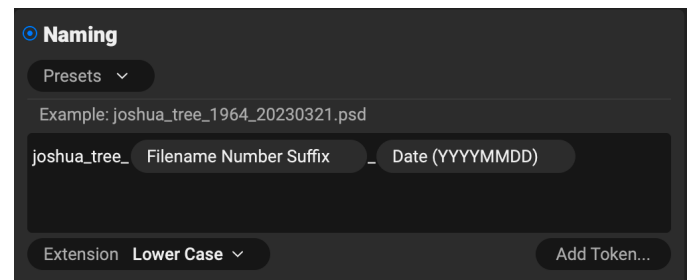 Naming
Presets
Example: joshua_tree_1964_20230321.psd
joshua_tree_ Filename Number Suffix _ Date (YYYYMMDD)
Extension Lower Case Add Token...